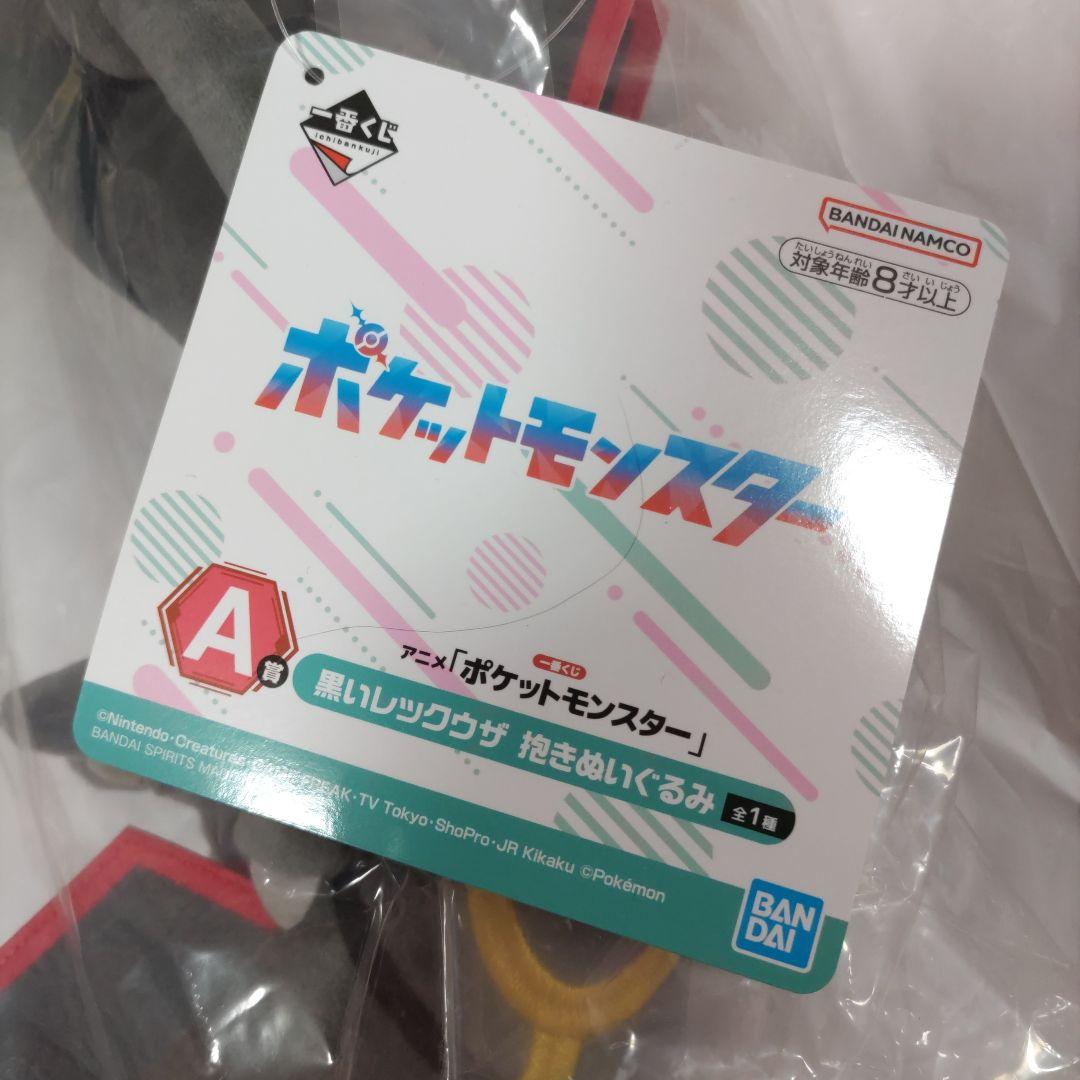 一番くじ
ichibankuji
BANDAI NAMCO
たいしょうねんれい さいいじょう
対象年齢8才以上
ポケットモンスター
A賞
一番くじ
アニメ「ポケットモンスター」
黒いレックウザ 抱きぬいぐるみ 全1種
©Nintendo・Creatures・GAME FREAK・TV Tokyo・ShoPro・JR Kikaku ©Pokémon
BANDAI SPIRITS
BAN
DAI